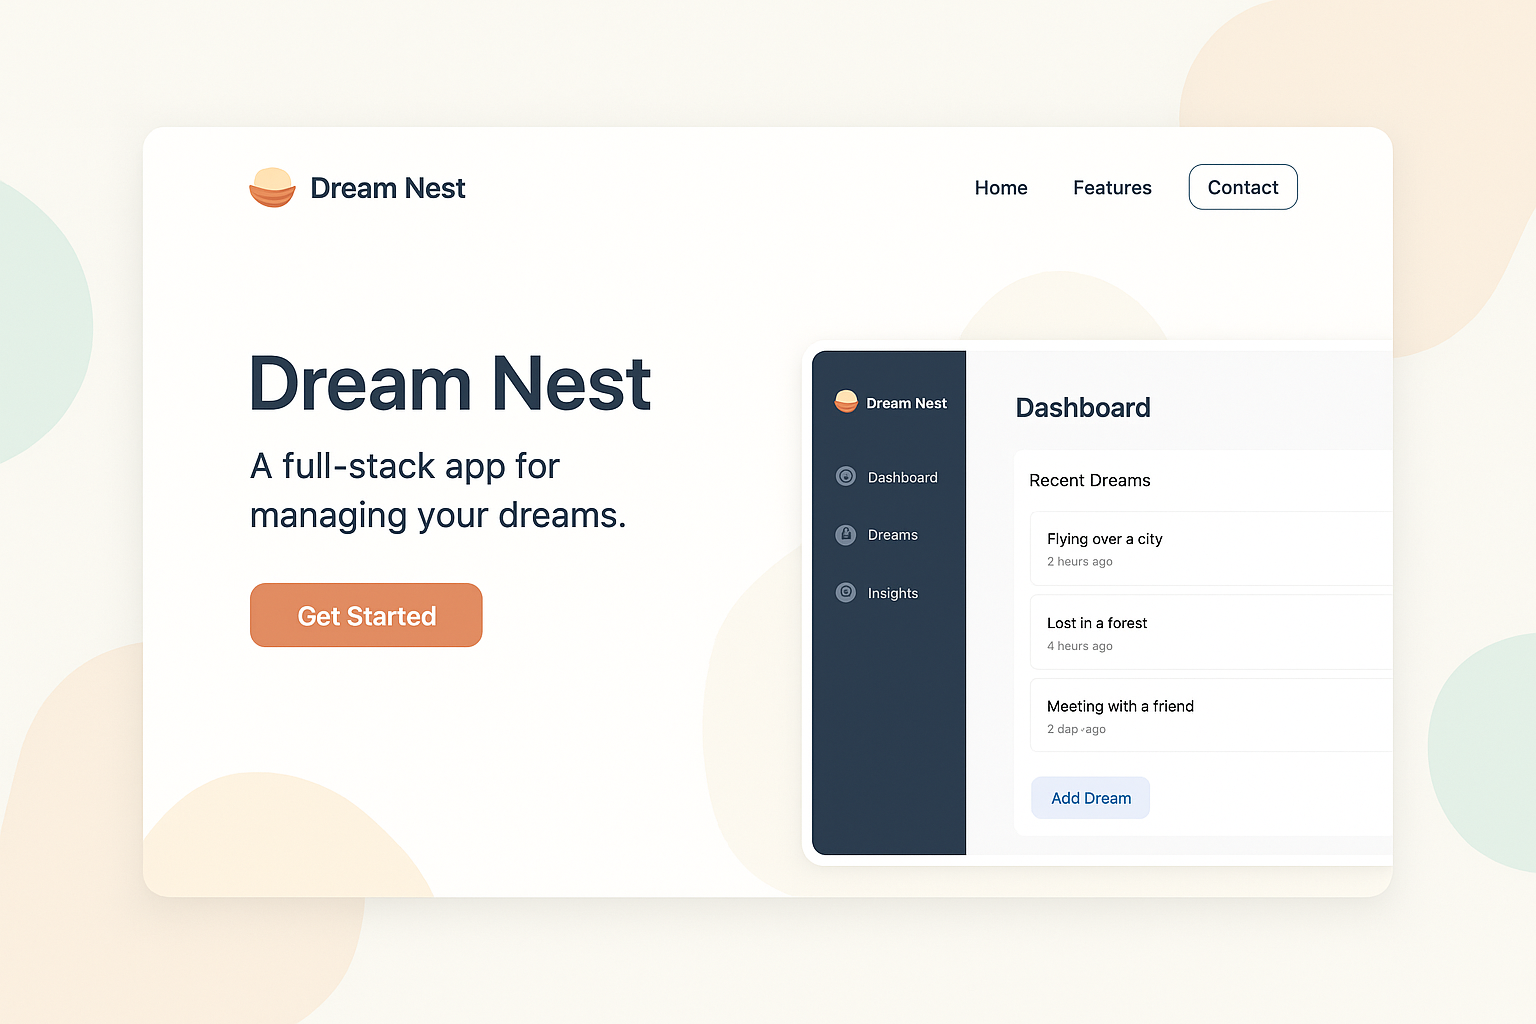 Dream Nest
Home Features Contact
Dream Nest
A full-stack app for
managing your dreams.
Get Started
Dream Nest
Dashboard
Dreams
Insights
Dashboard
Recent Dreams
Flying over a city
2 heurs ago
Lost in a forest
4 heurs ago
Meeting with a friend
2 dap ago
Add Dream